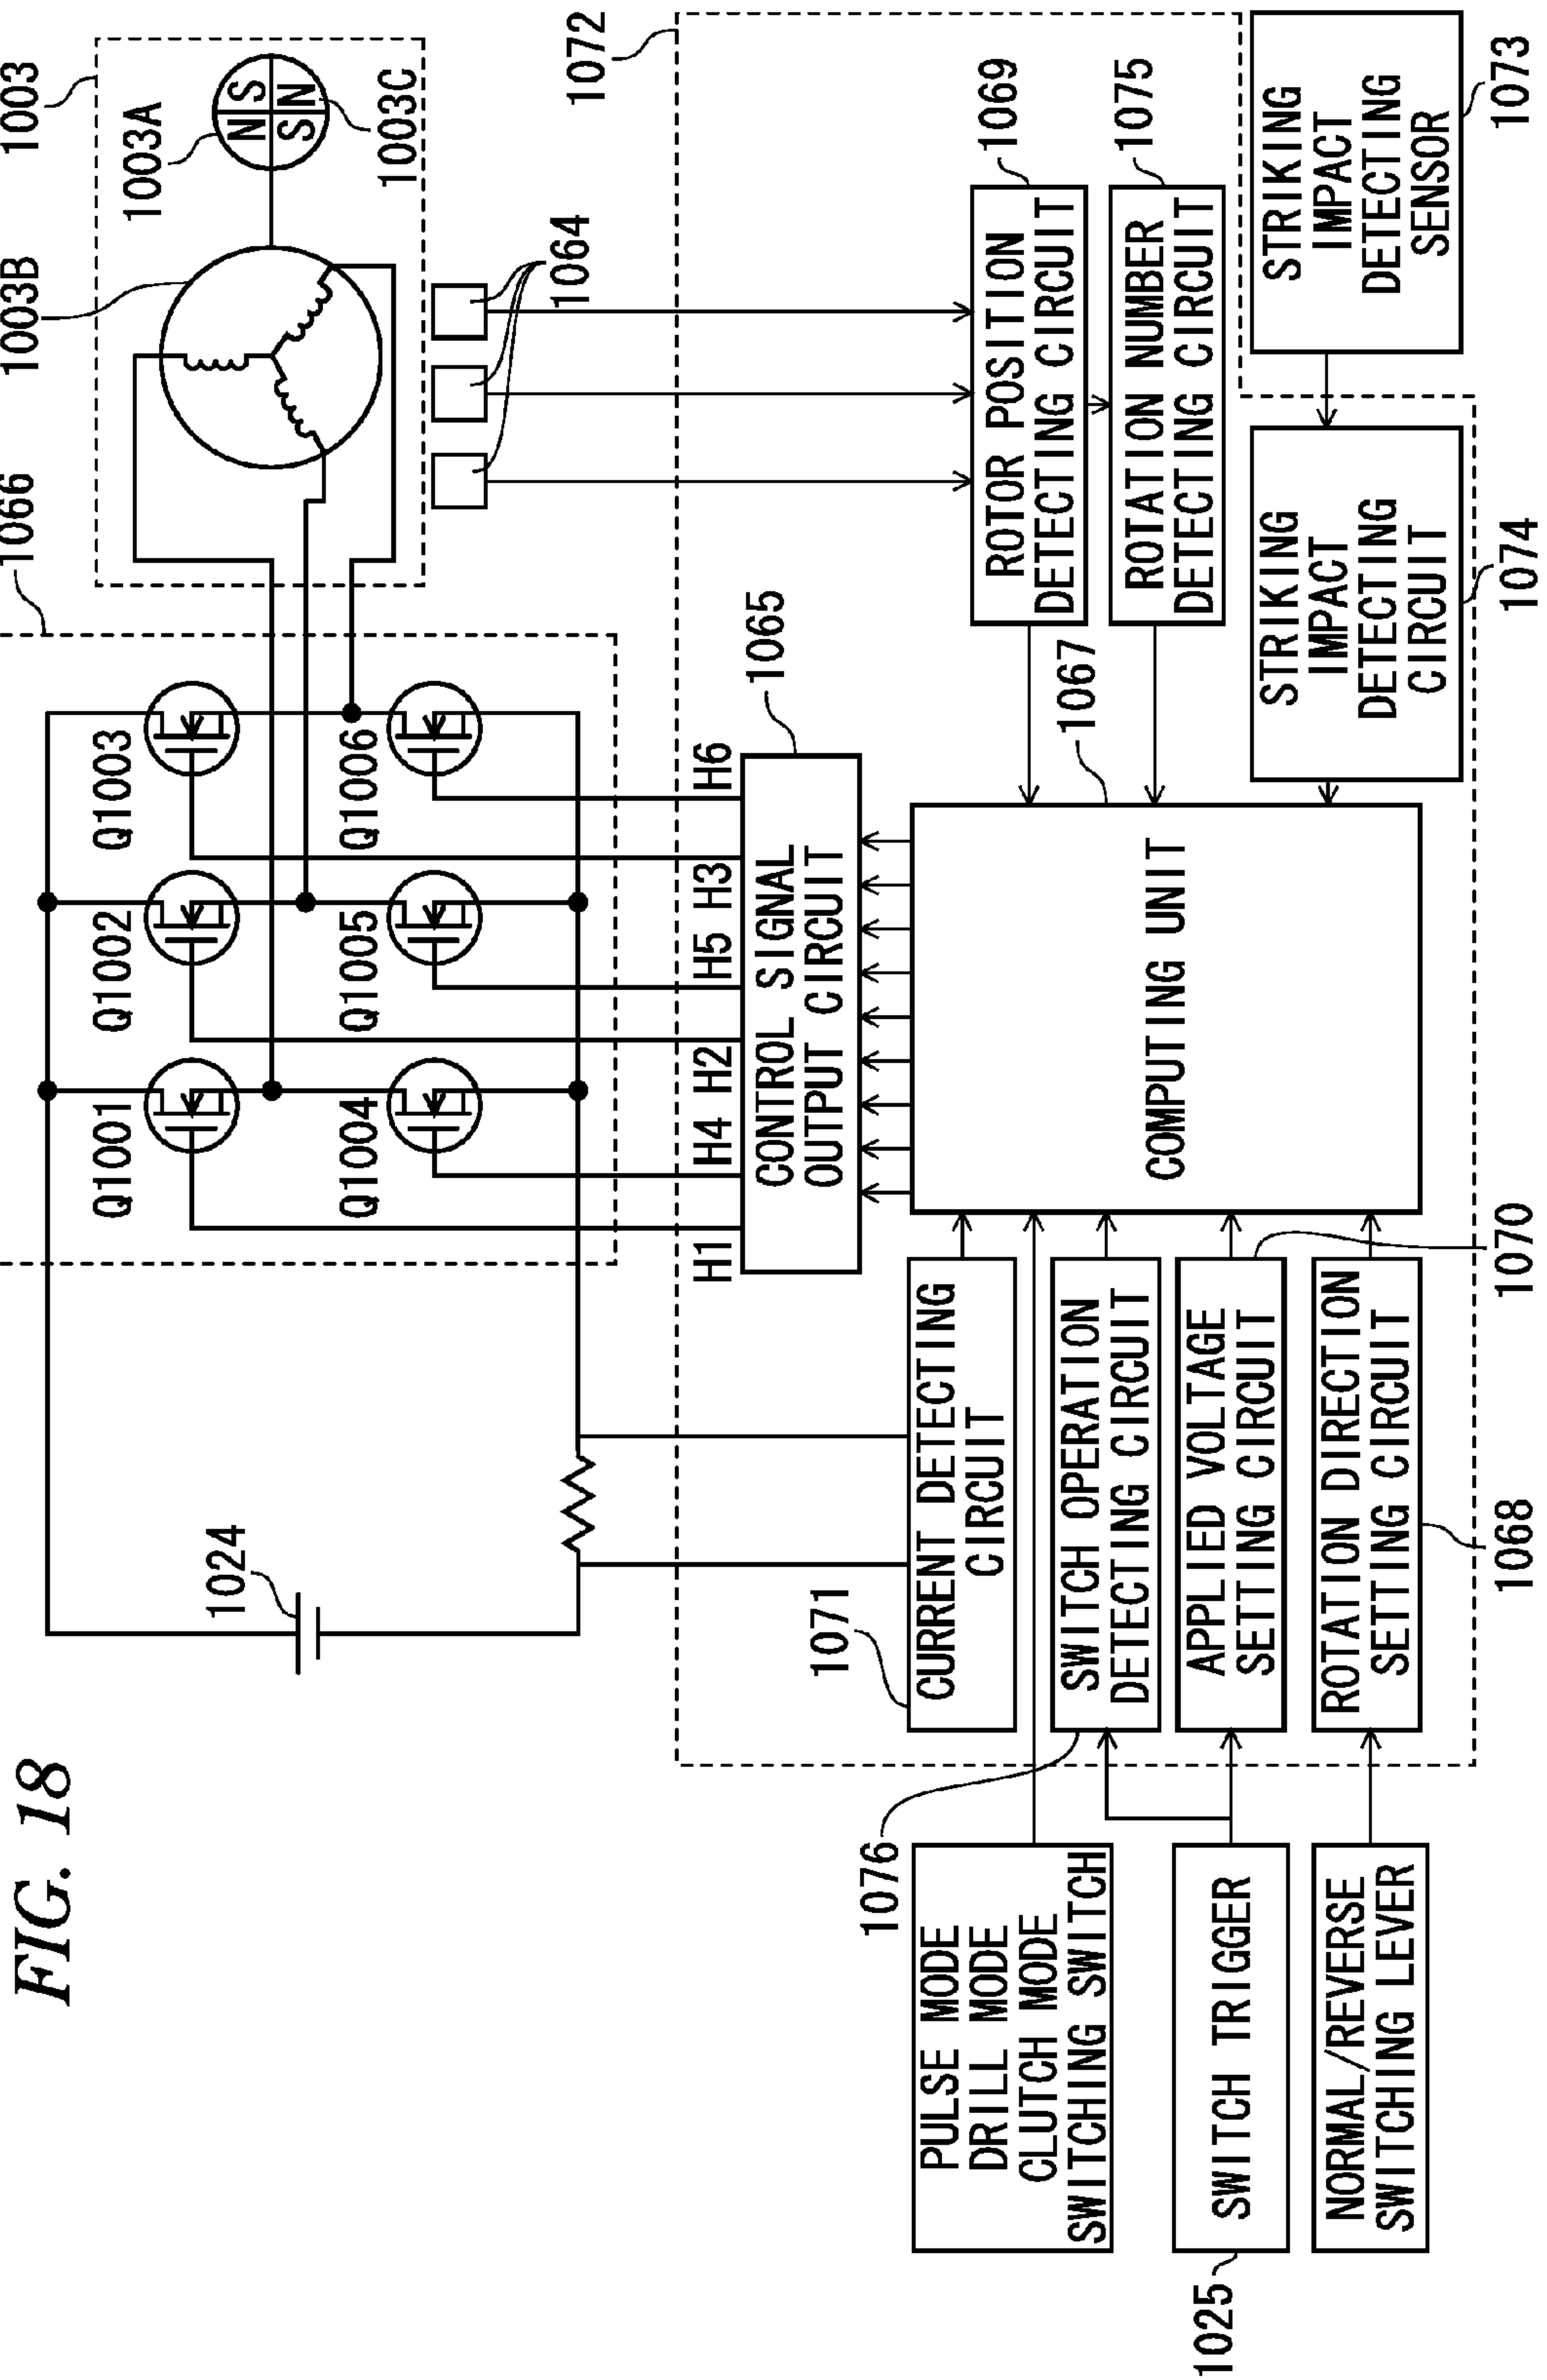 FIG. 18
1066
1003B
1003
1003A
N
S
S
N
1003C
1024
Q1001
Q1002
Q1003
Q1004
Q1005
Q1006
1064
1072
H1
H4
H2
H5
H3
H6
1065
CONTROL SIGNAL
OUTPUT CIRCUIT
1071
CURRENT DETECTING
CIRCUIT
1076
SWITCH OPERATION
DETECTING CIRCUIT
APPLIED VOLTAGE
SETTING CIRCUIT
ROTATION DIRECTION
SETTING CIRCUIT
1067
COMPUTING UNIT
1069
ROTOR POSITION
DETECTING CIRCUIT
1075
ROTATION NUMBER
DETECTING CIRCUIT
STRIKING
IMPACT
DETECTING
CIRCUIT
STRIKING
IMPACT
DETECTING
SENSOR
PULSE MODE
DRILL MODE
CLUTCH MODE
SWITCHING SWITCH
SWITCH TRIGGER
NORMAL/REVERSE
SWITCHING LEVER
1025
1068
1070
1074
1073